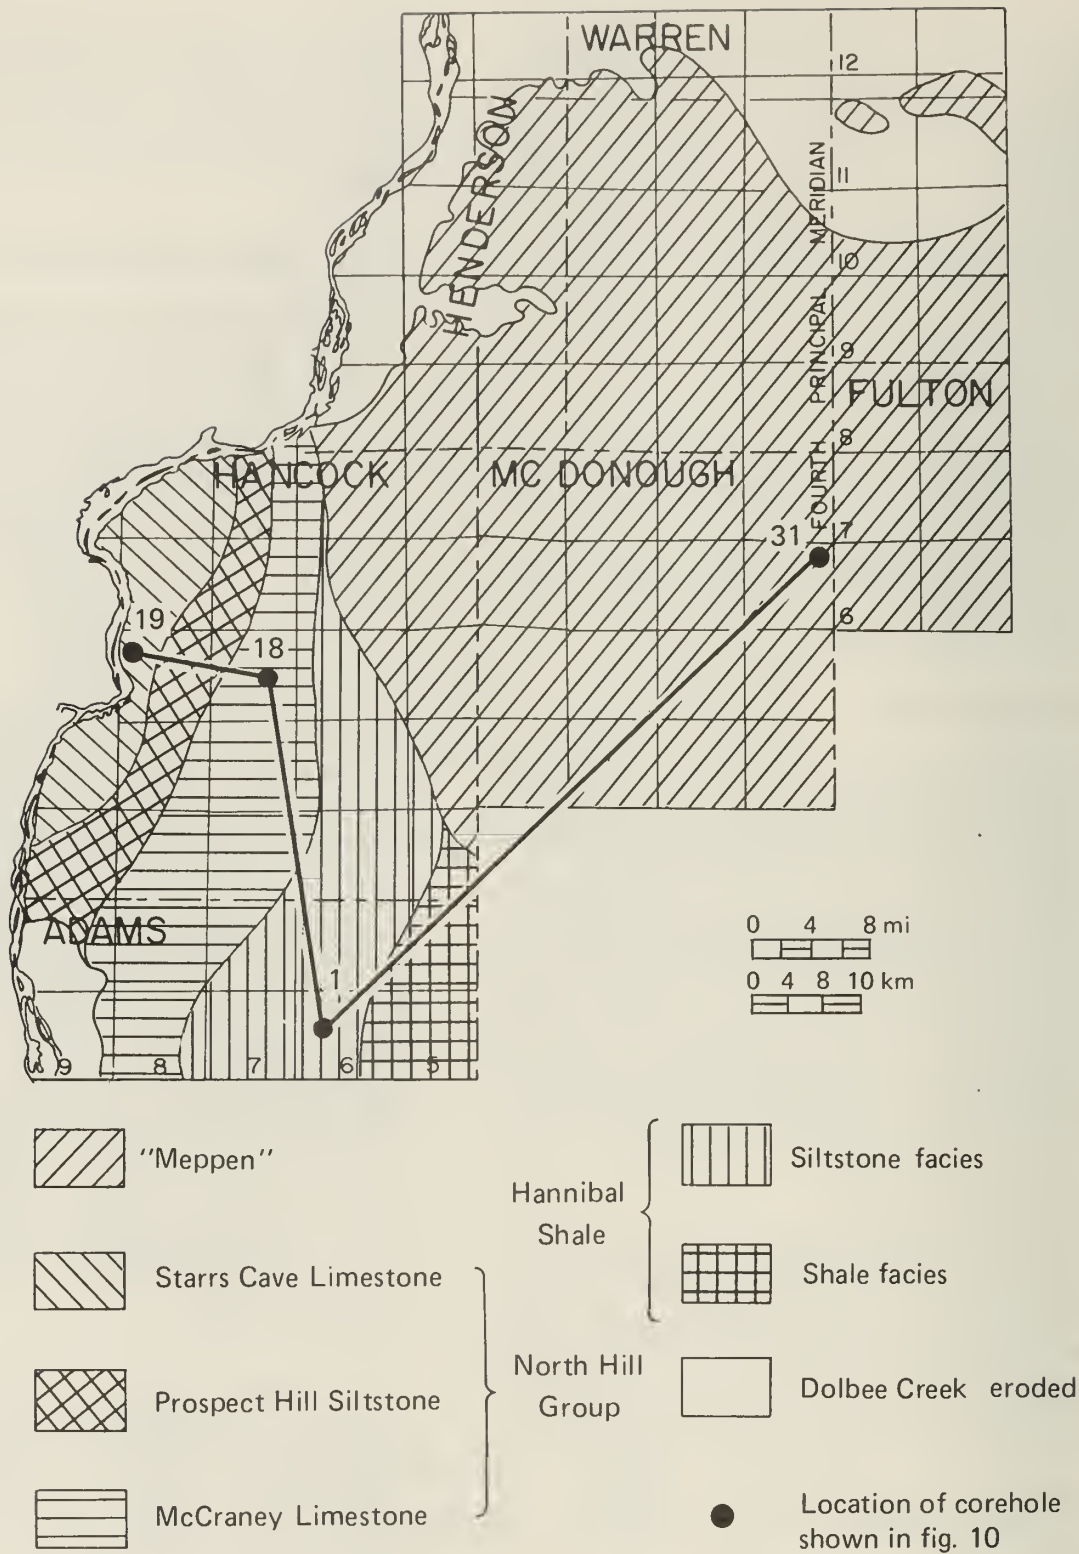 WARREN
12
HENDERSON
11
MERIDIAN
10
PRINCIPAL
9
FULTON
8
FOURTH
HANCOCK
MC DONOUGH
31
7
19
6
18
ADAMS
1
9
8
7
6
5
0 4 8 mi
0 4 8 10 km
"Meppen"
Starrs Cave Limestone
Prospect Hill Siltstone
McCraney Limestone
North Hill
Group
Hannibal
Shale
Siltstone facies
Shale facies
Dolbee Creek eroded
Location of corehole
shown in fig. 10